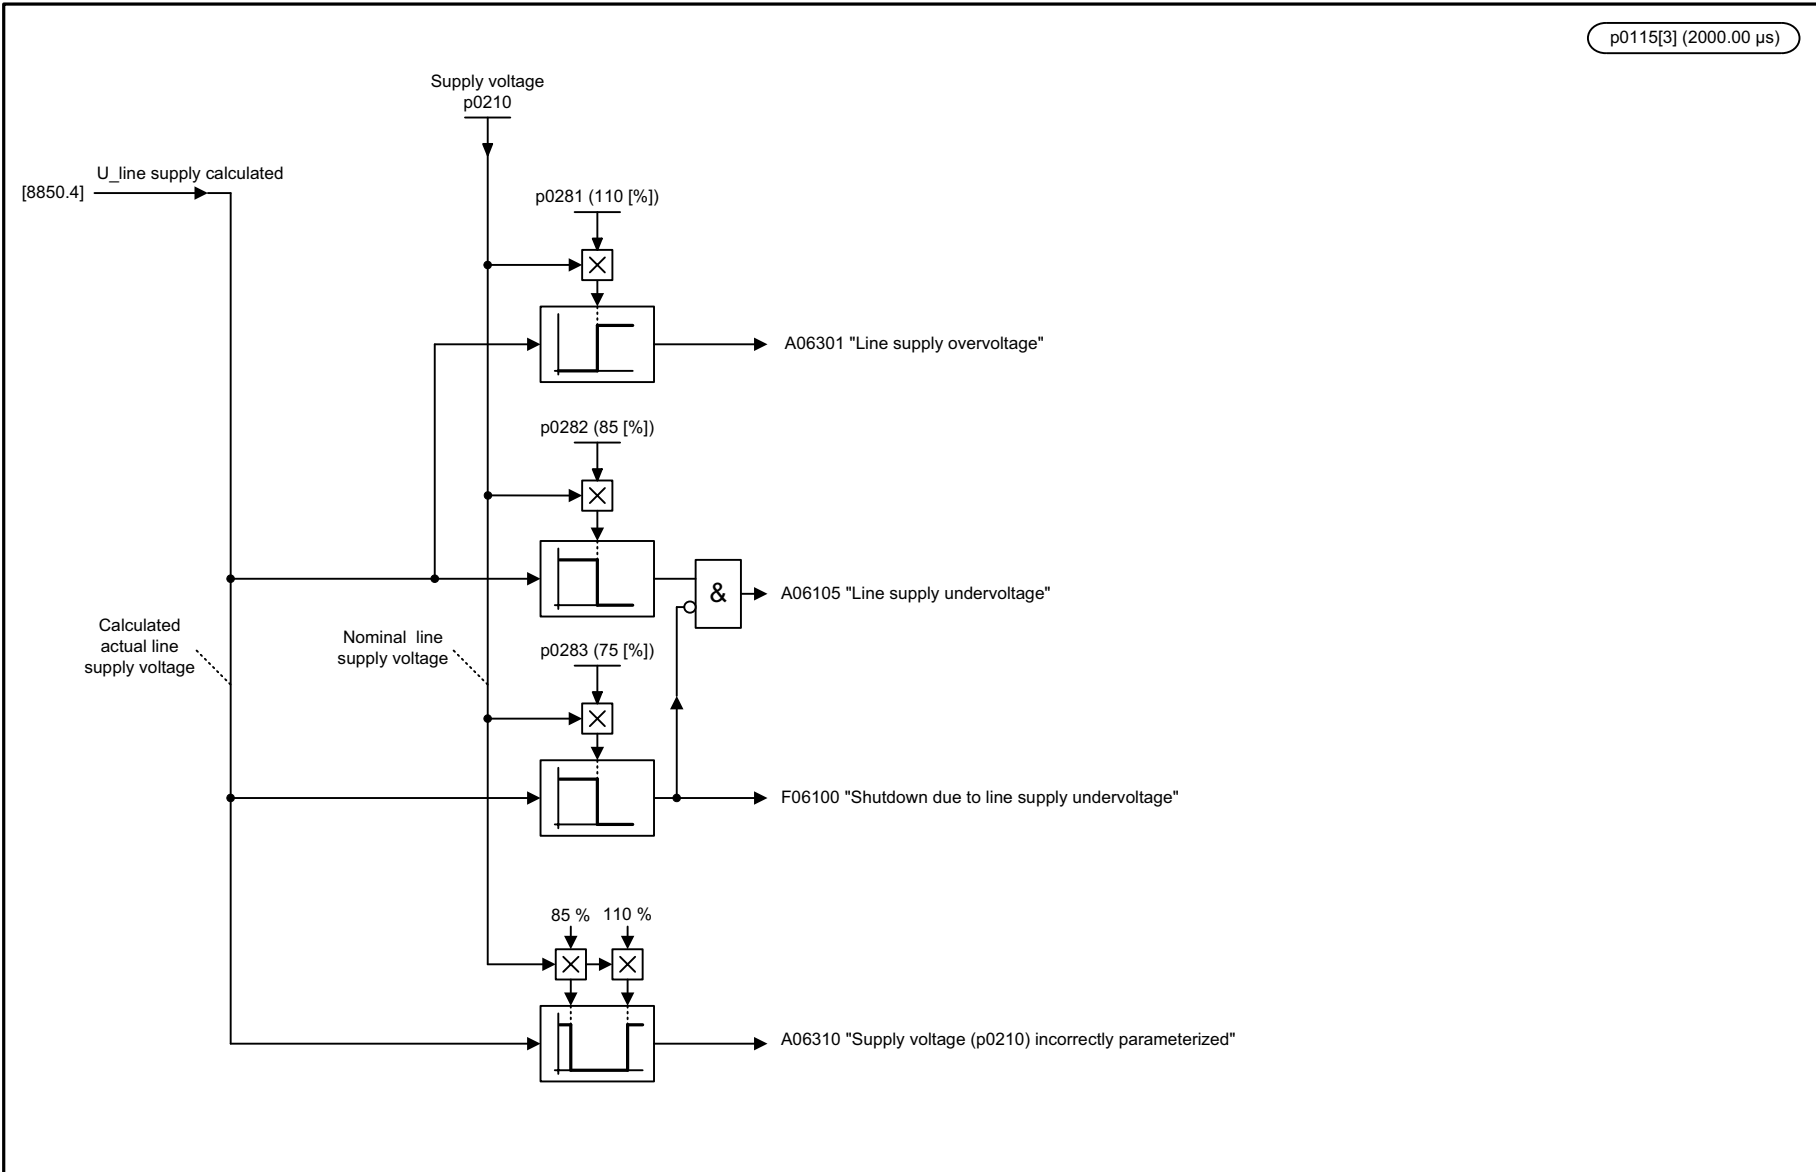 p0115[3] (2000.00 µs)
Supply voltage
p0210
U_line supply calculated
[8850.4]
p0281 (110 [%])
A06301 "Line supply overvoltage"
p0282 (85 [%])
&
A06105 "Line supply undervoltage"
Calculated
actual line
supply voltage
Nominal line
supply voltage
p0283 (75 [%])
F06100 "Shutdown due to line supply undervoltage"
85 % 110 %
A06310 "Supply voltage (p0210) incorrectly parameterized"